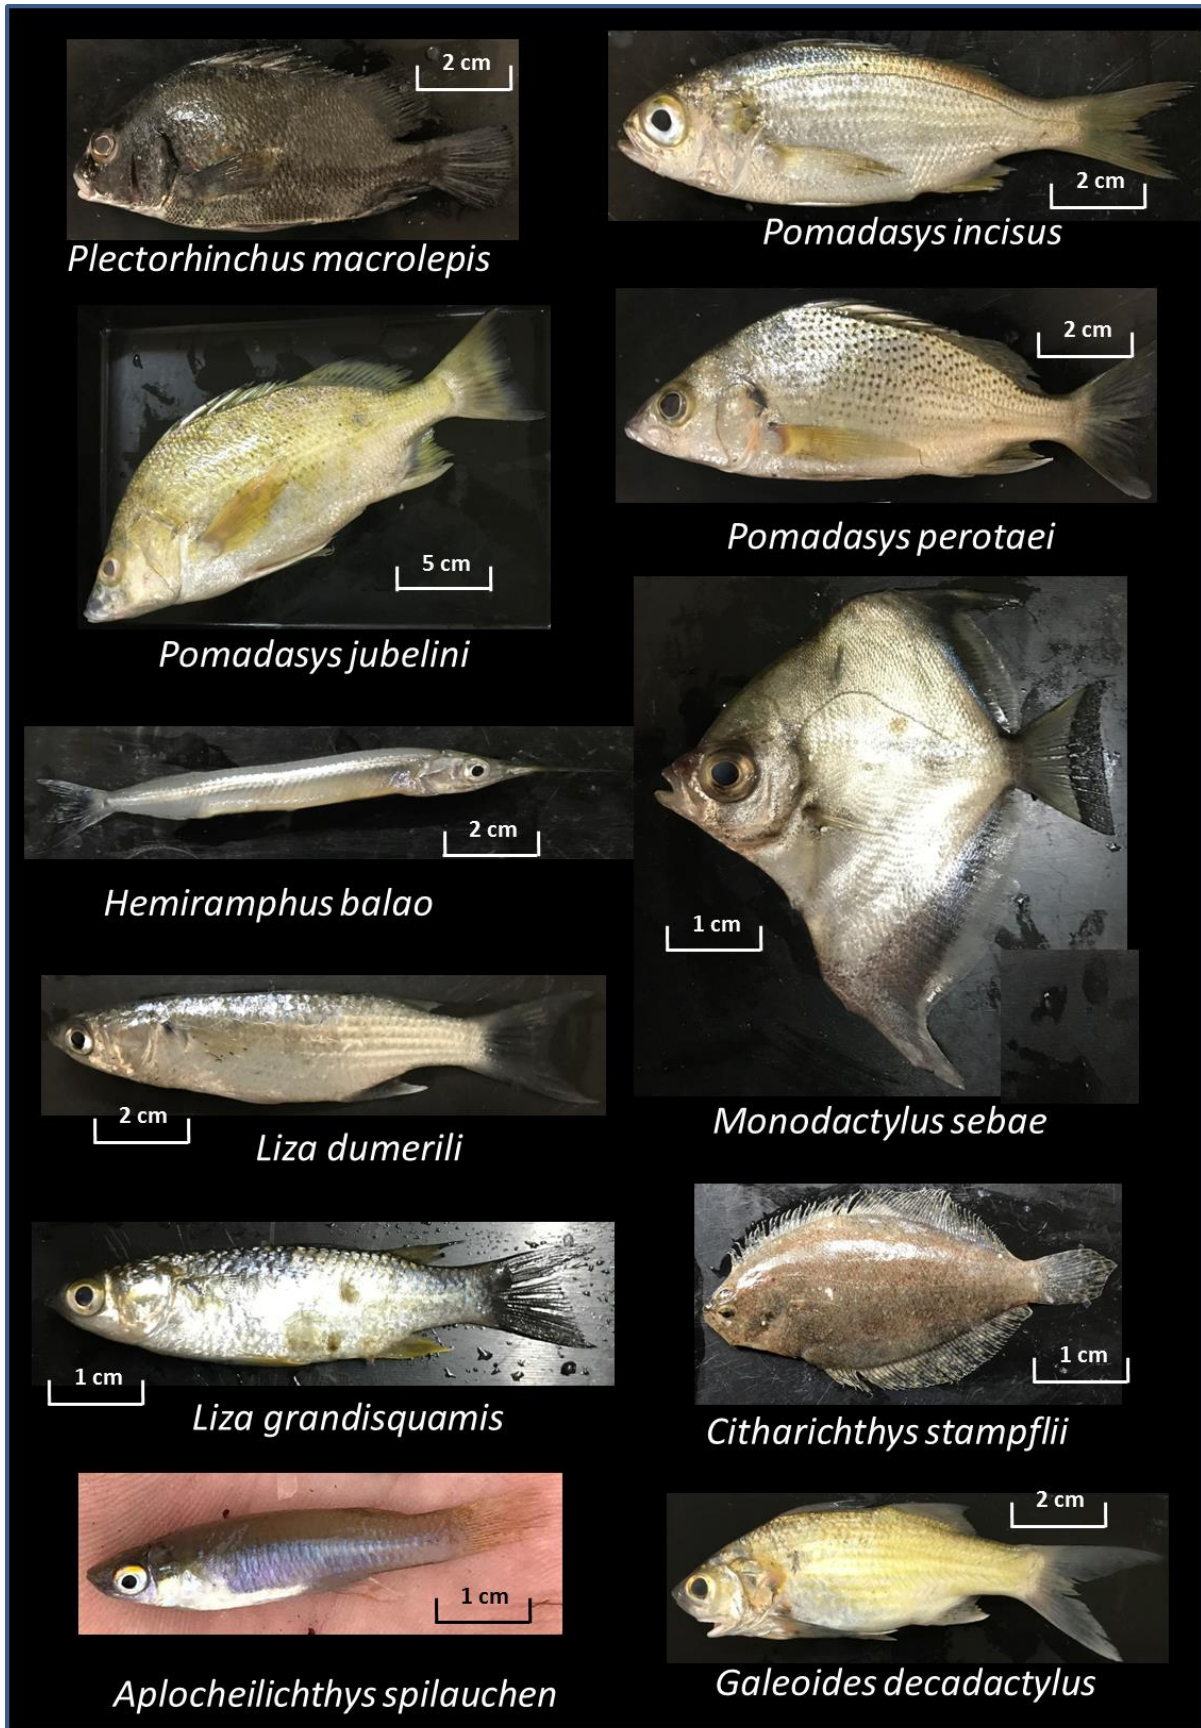 2 cm
Plectorhinchus macrolepis
2 cm
Pomadasys incisus
5 cm
Pomadasys jubelini
2 cm
Pomadasys perotaei
2 cm
Hemiramphus balao
1 cm
Monodactylus sebae
2 cm
Liza dumerili
1 cm
Liza grandisquamis
1 cm
Citharichthys stampflii
1 cm
Aplocheilichthys spilauchen
2 cm
Galeoides decadactylus